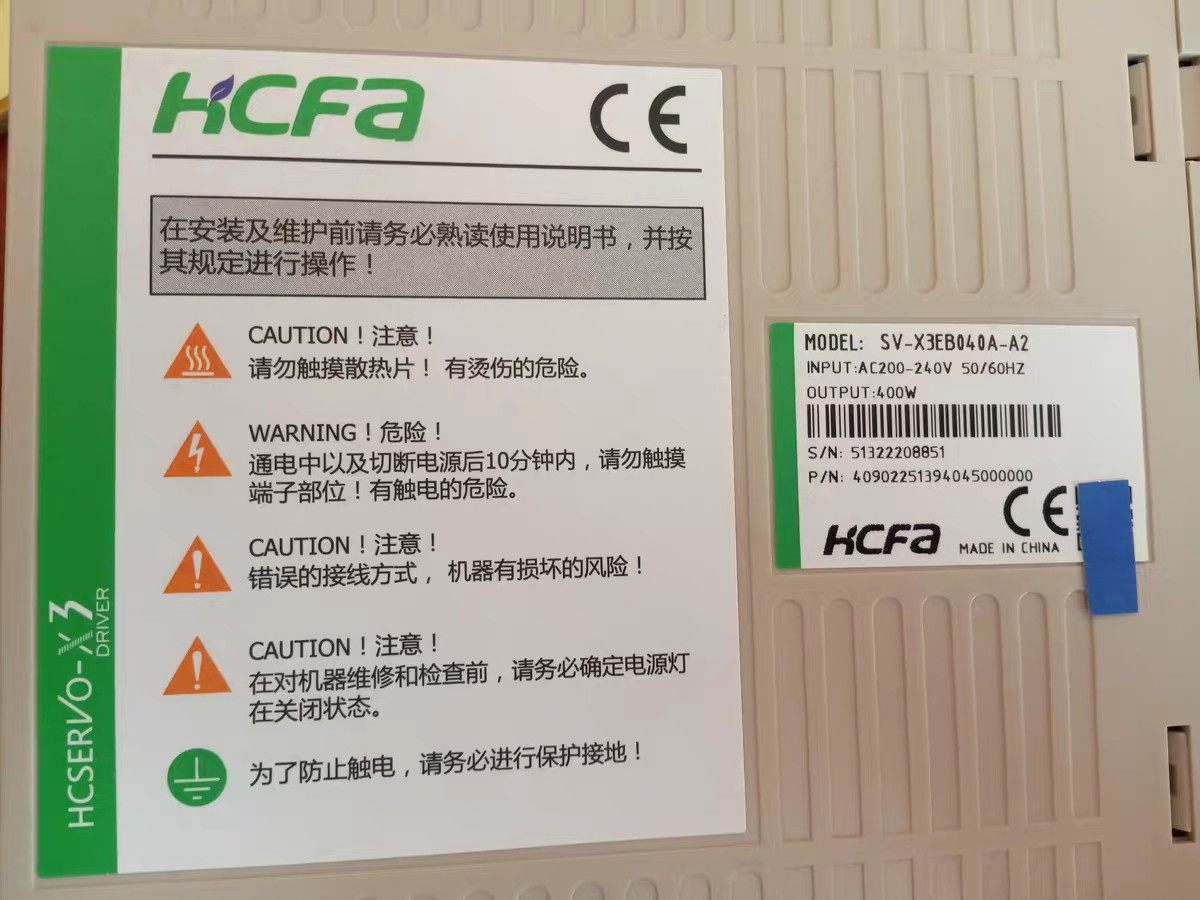 HCFA
CE
在安装及维护前请务必熟读使用说明书，并按
其规定进行操作！
CAUTION！注意！
请勿触摸散热片！有烫伤的危险。
WARNING！危险！
通电中以及切断电源后10分钟内，请勿触摸
端子部位！有触电的危险。
CAUTION！注意！
错误的接线方式，机器有损坏的风险！
CAUTION！注意！
在对机器维修和检查前，请务必确定电源灯
在关闭状态。
为了防止触电，请务必进行保护接地！
HCSERVO-X3
DRIVER
MODEL: SV-X3EB040A-A2
INPUT:AC200-240V 50/60HZ
OUTPUT:400W
S/N: 51322208851
P/N: 40902251394045000000
CE
HCFA
MADE IN CHINA